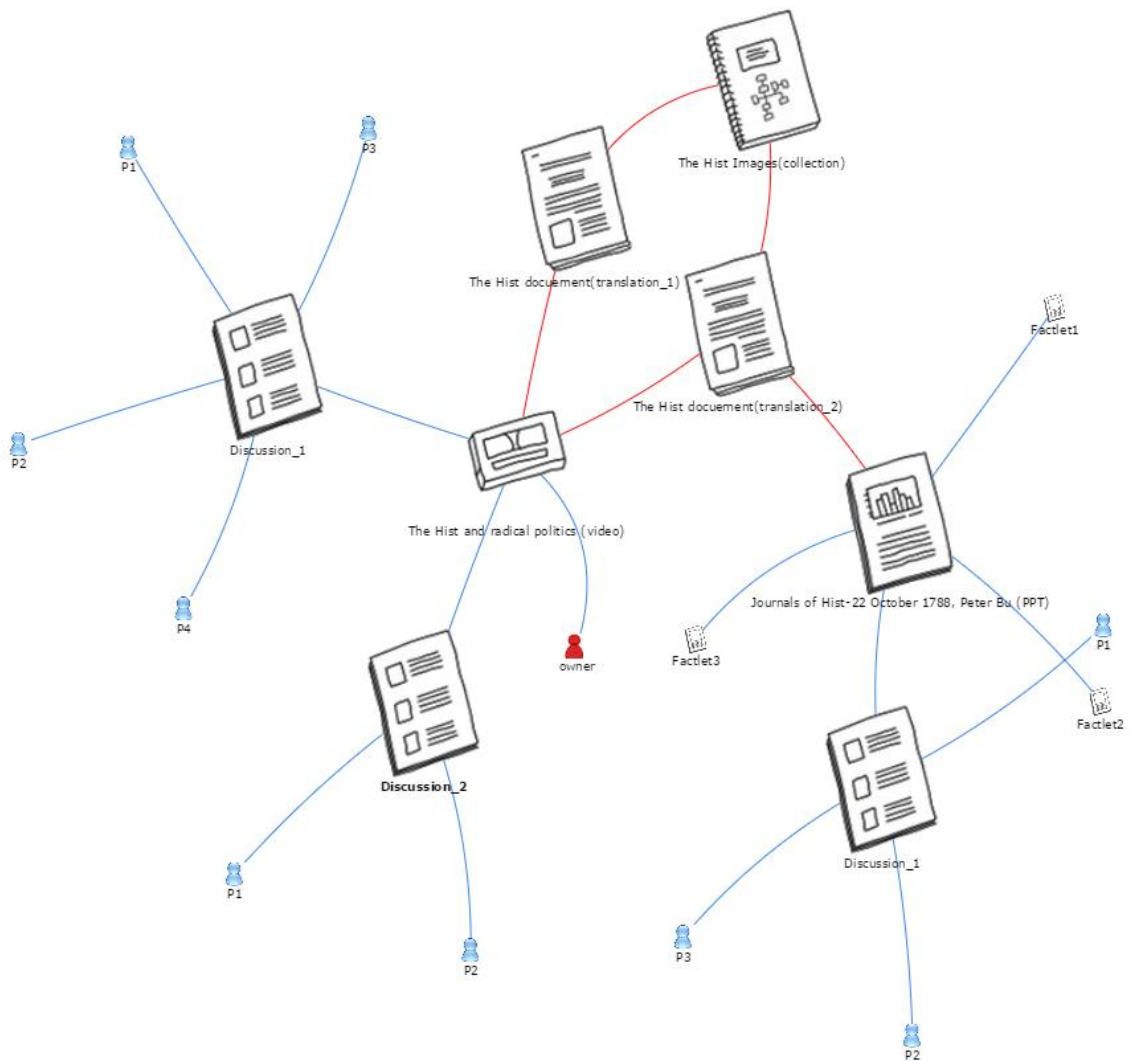 P3
P1
The Hist Images(collection)
The Hist docuement(translation_1)
Factlet1
The Hist docuement(translation_2)
Discussion_1
P2
The Hist and radical politics (video)
Journals of Hist-22 October 1788, Peter Bu (PPT)
P4
P1
Factlet3
owner
Factlet2
Discussion_2
Discussion_1
P1
P3
P2
P2